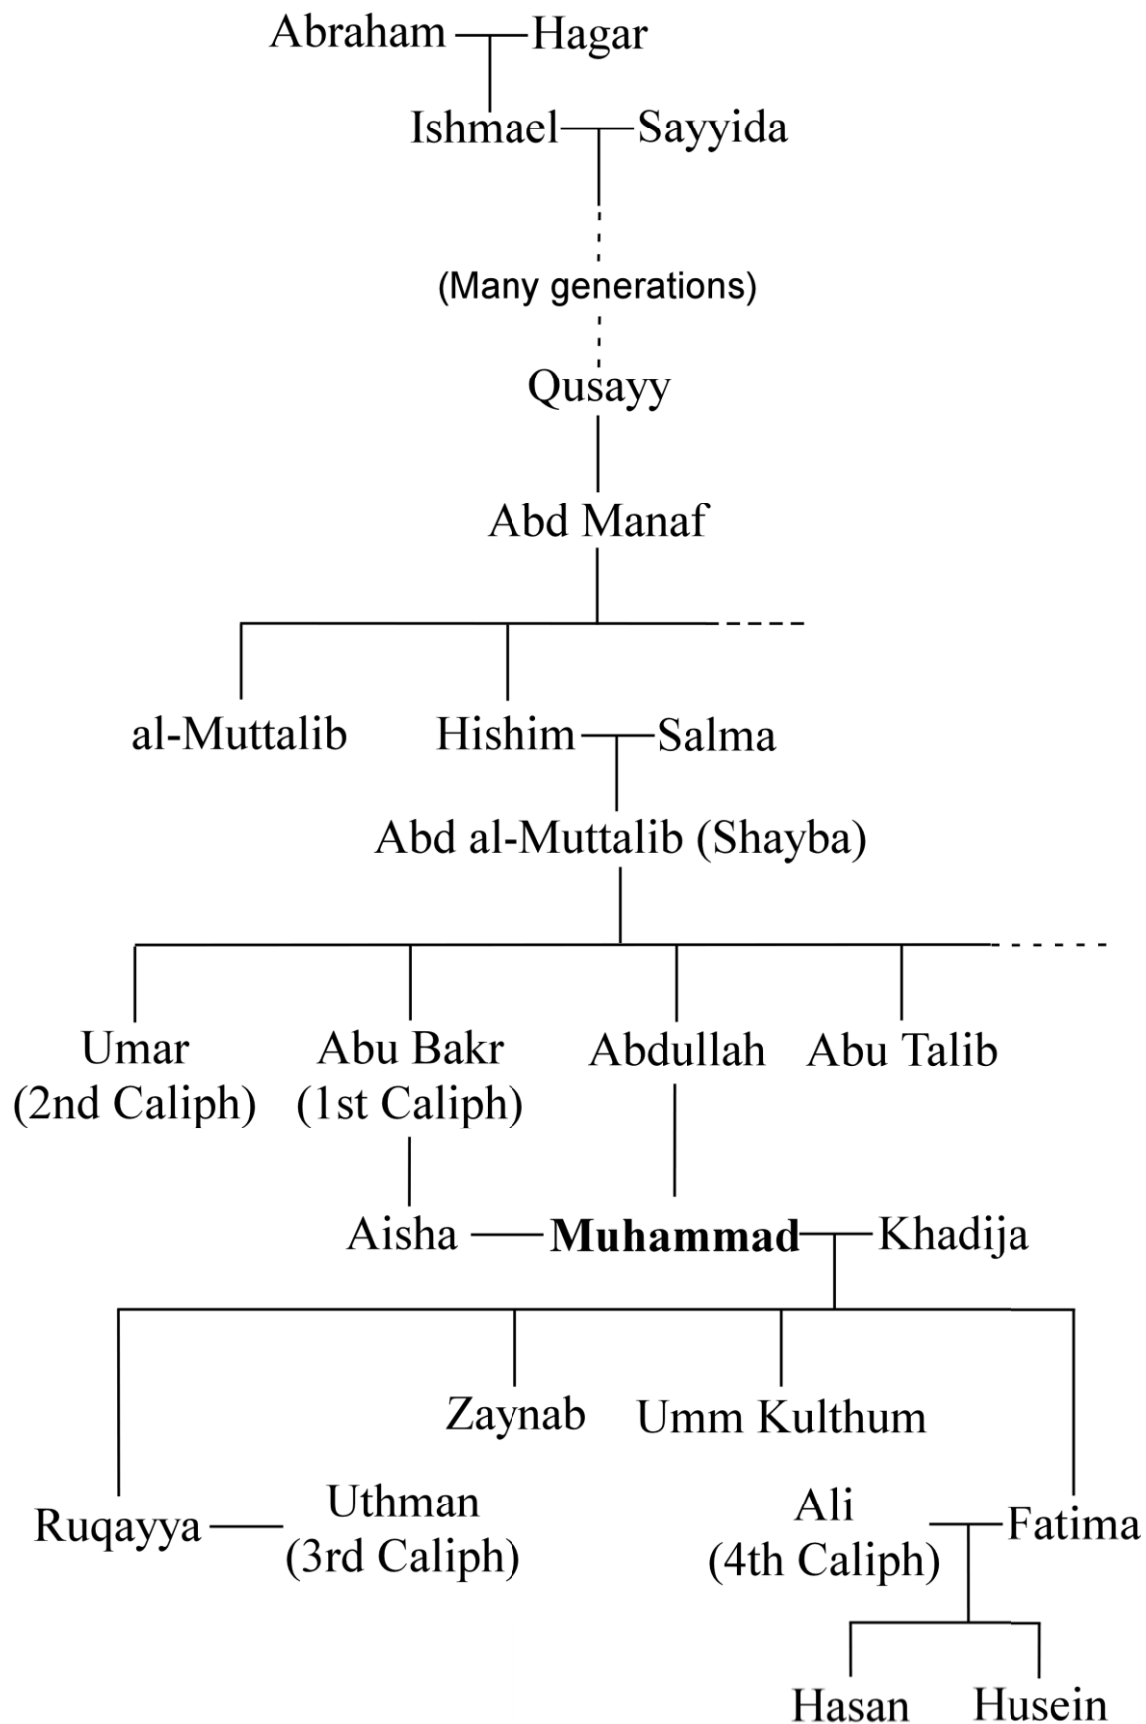 Abraham Hagar
Ishmael Sayyida
(Many generations)
Qusayy
Abd Manaf
al-Muttalib Hishim Salma
Abd al-Muttalib (Shayba)
Umar Abu Bakr Abdullah Abu Talib
(2nd Caliph) (1st Caliph)
Aisha Muhammad Khadija
Zaynab Umm Kulthum
Ruqayya Uthman Ali Fatima
(3rd Caliph) (4th Caliph)
Hasan Husein